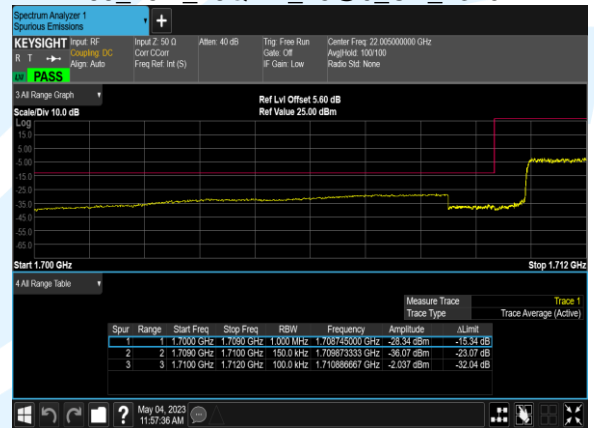 Spectrum Analyzer 1
Spurious Emissions
+
KEYSIGHT Input: RF Input Z: 50 Ω Atten: 40 dB Trig: Free Run Center Freq: 22.005000000 GHz
R T Coupling: DC Corr CCorr Gate: Off Avg|Hold: 100/100
Align: Auto Freq Ref: Int (S) IF Gain: Low Radio Std: None
LV PASS
3 All Range Graph
Ref Lvl Offset 5.60 dB
Scale/Div 10.0 dB Ref Value 25.00 dBm
Log
15.0
5.00
-5.00
-15.0
-25.0
-35.0
-45.0
-55.0
-65.0
Start 1.700 GHz Stop 1.712 GHz
4 All Range Table
Measure Trace Trace 1
Trace Type Trace Average (Active)
Spur Range Start Freq Stop Freq RBW Frequency Amplitude ΔLimit
1 1 1.7000 GHz 1.7090 GHz 1.000 MHz 1.708745000 GHz -28.34 dBm -15.34 dB
2 2 1.7090 GHz 1.7100 GHz 150.0 kHz 1.709873333 GHz -36.07 dBm -23.07 dB
3 3 1.7100 GHz 1.7120 GHz 100.0 kHz 1.710886667 GHz -2.037 dBm -32.04 dB
?
May 04, 2023
11:57:36 AM